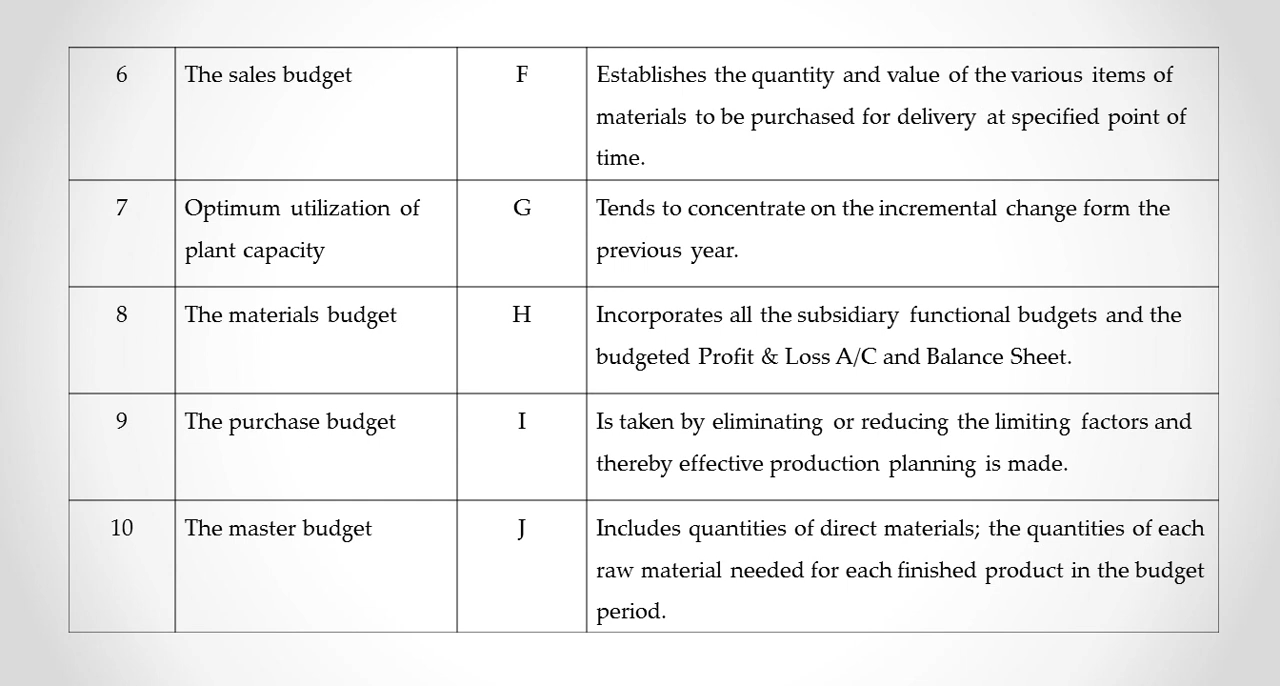 6 The sales budget F Establishes the quantity and value of the various items of
materials to be purchased for delivery at specified point of
time.
7 Optimum utilization of G Tends to concentrate on the incremental change form the
plant capacity previous year.
8 The materials budget H Incorporates all the subsidiary functional budgets and the
budgeted Profit & Loss A/C and Balance Sheet.
9 The purchase budget I Is taken by eliminating or reducing the limiting factors and
thereby effective production planning is made.
10 The master budget J Includes quantities of direct materials; the quantities of each
raw material needed for each finished product in the budget
period.